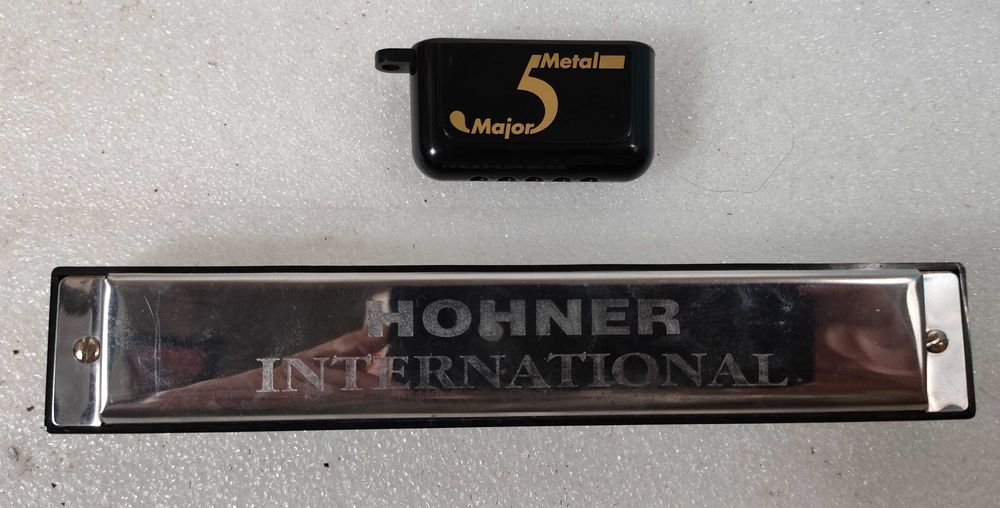 Metal
5
Major
HOHNER
INTERNATIONAL